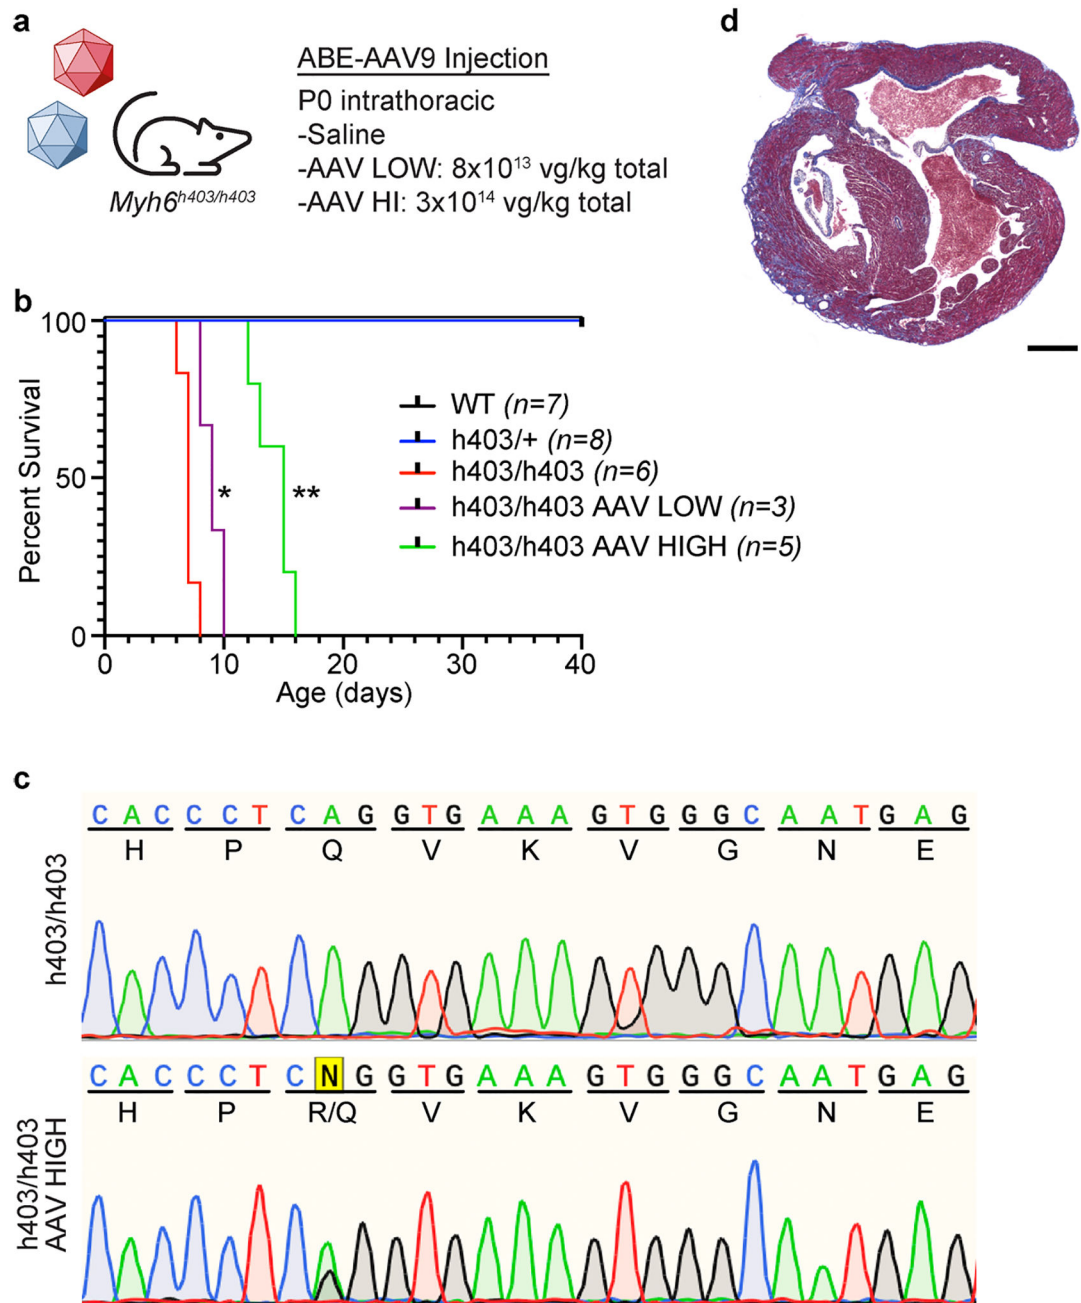 a
ABE-AAV9 Injection
P0 intrathoracic
-Saline
-AAV LOW: 8x10¹³ vg/kg total
-AAV HI: 3x10¹⁴ vg/kg total
Myh6ʰ⁴⁰³/ʰ⁴⁰³
d
b
Percent Survival
100
50
0
0 10 20 30 40
Age (days)
* **
WT (n=7)
h403/+ (n=8)
h403/h403 (n=6)
h403/h403 AAV LOW (n=3)
h403/h403 AAV HIGH (n=5)
c
h403/h403
C A C C C T C A G G T G A A A G T G G G C A A T G A G
H P Q V K V G N E
h403/h403
AAV HIGH
C A C C C T C N G G T G A A A G T G G G C A A T G A G
H P R/Q V K V G N E